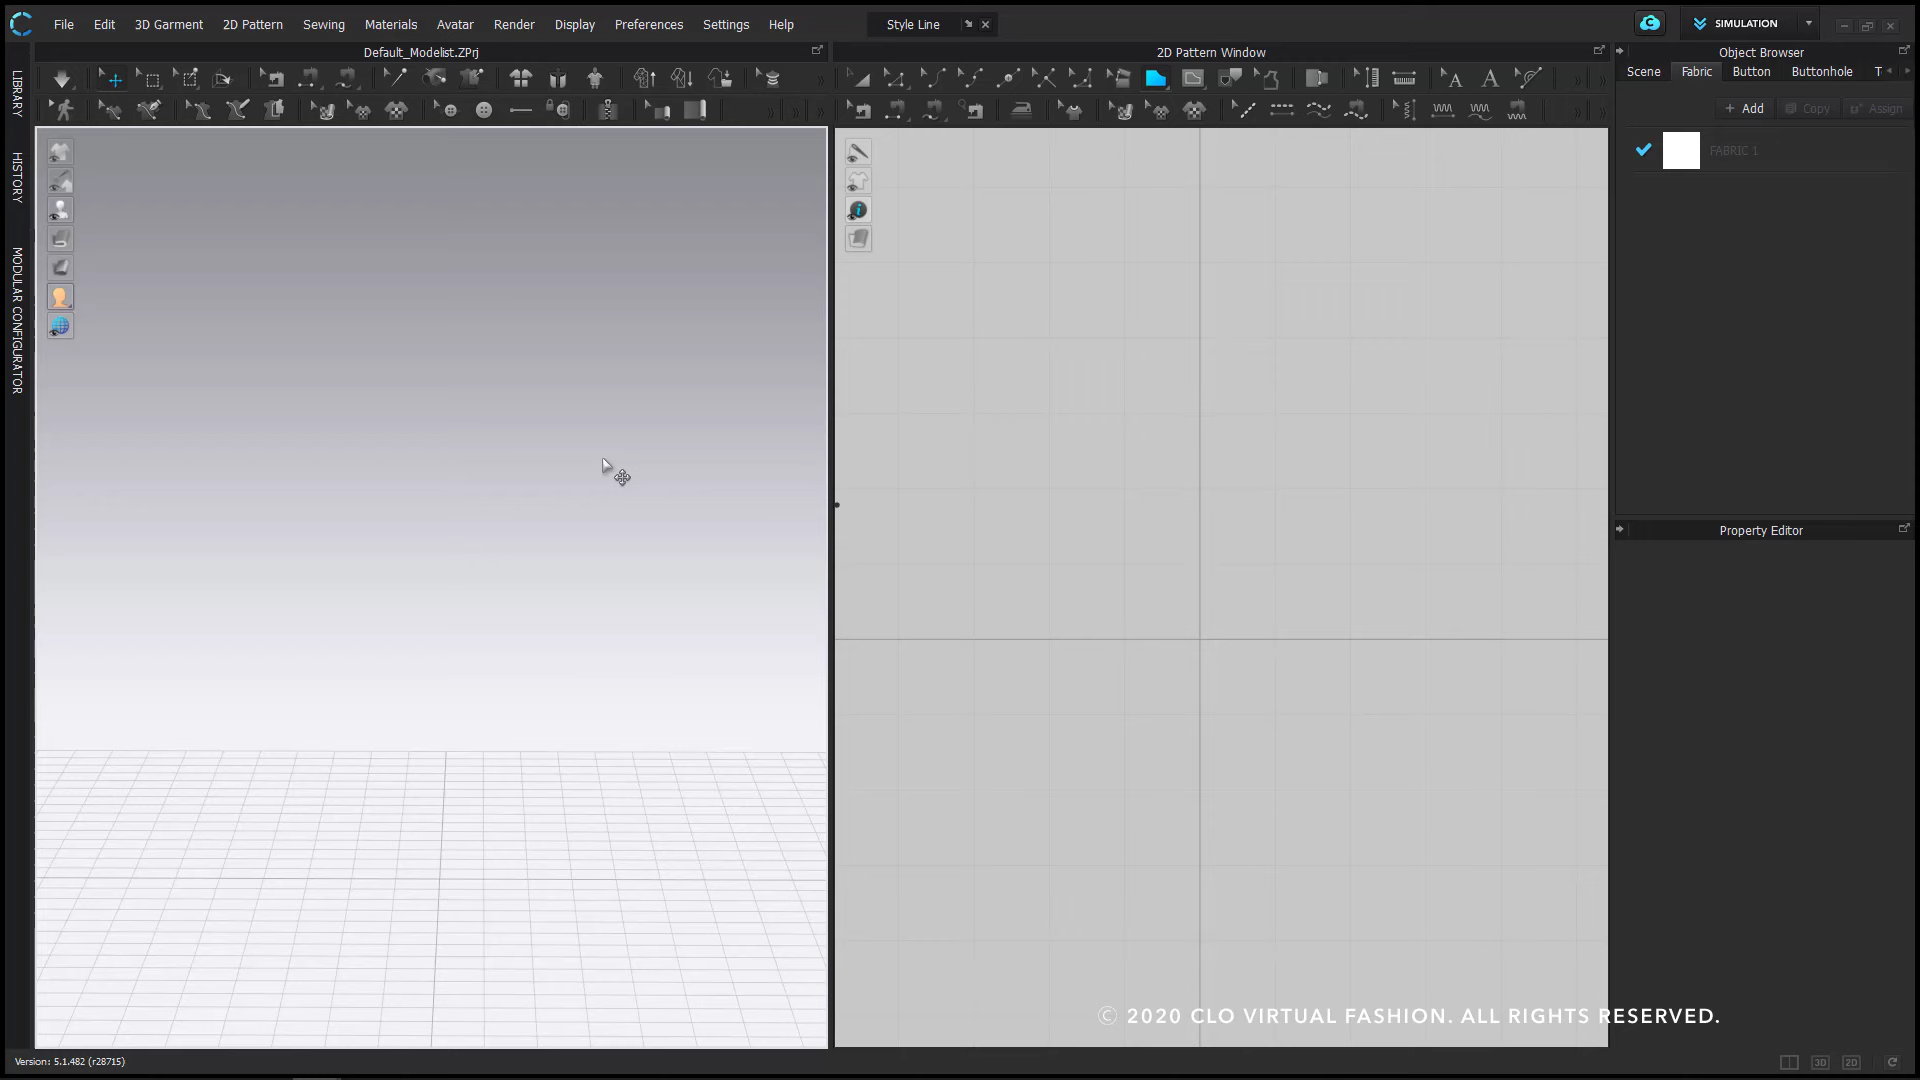 File Edit 3D Garment 2D Pattern Sewing Materials Avatar Render Display Preferences Settings Help Style Line SIMULATION
Default_Modelist.ZPrj
2D Pattern Window
Object Browser
Scene Fabric Button Buttonhole T
+ Add Copy Assign
FABRIC 1
LIBRARY
HISTORY
MODULAR CONFIGURATOR
Property Editor
© 2020 CLO VIRTUAL FASHION. ALL RIGHTS RESERVED.
Version: 5.1.482 (r28715)
3D 2D